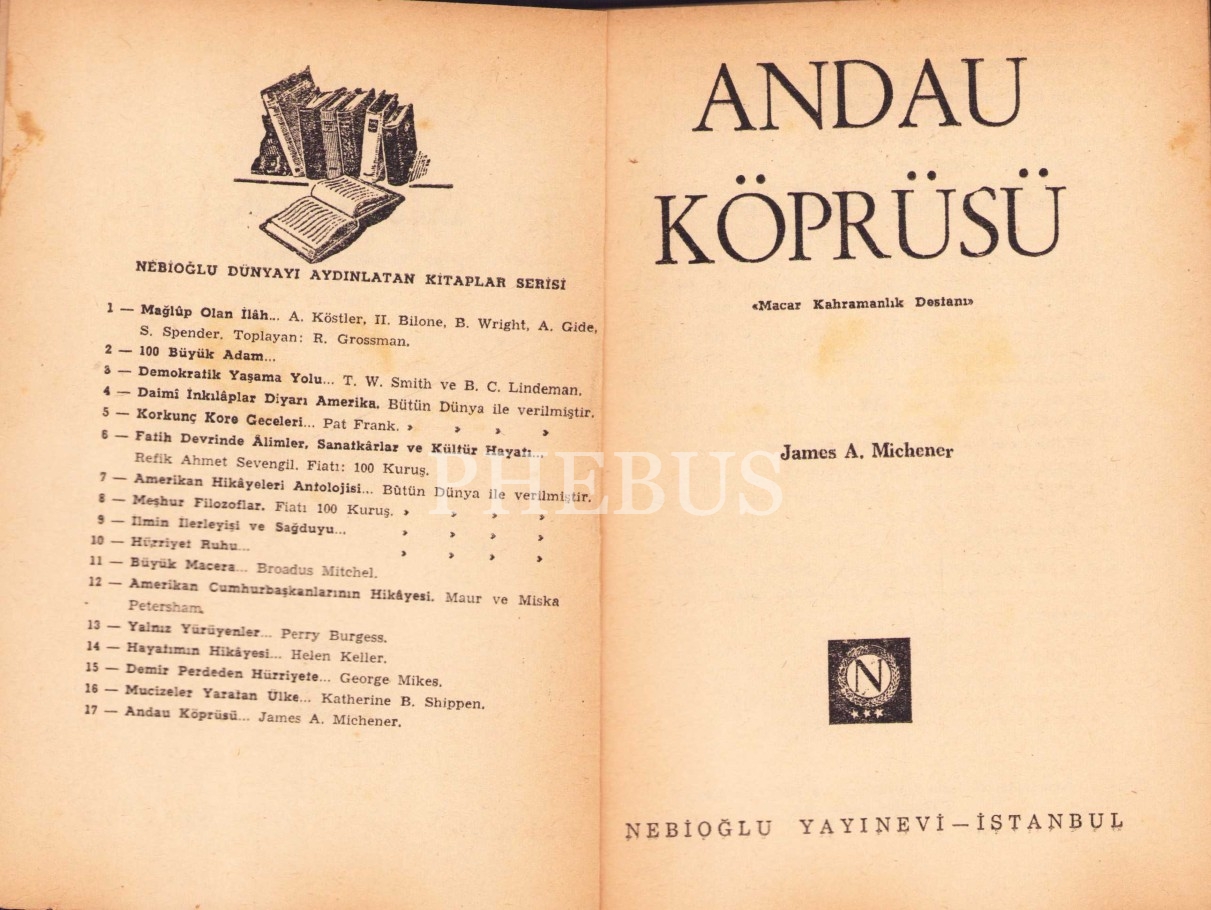 NEBİOĞLU DÜNYAYI AYDINLATAN KİTAPLAR SERİSİ
1 — Mağlûp Olan İlâh... A. Köstler, II. Bilone, B. Wright, A. Gide,
S. Spender. Toplayan: R. Grossman.
2 — 100 Büyük Adam...
3 — Demokratik Yaşama Yolu... T. W. Smith ve B. C. Lindeman.
4 — Daimî İnkılâplar Diyarı Amerika. Bütün Dünya ile verilmiştir.
5 — Korkunç Kore Geceleri... Pat Frank. » » » »
6 — Fatih Devrinde Âlimler, Sanatkârlar ve Kültür Hayatı...
Refik Ahmet Sevengil. Fiatı: 100 Kuruş.
7 — Amerikan Hikâyeleri Antolojisi... Bütün Dünya ile verilmiştir.
8 — Meşhur Filozoflar. Fiatı 100 Kuruş. » » » »
9 — İlmin İlerleyişi ve Sağduyu... » » » »
10 — Hürriyet Ruhu... » » » »
11 — Büyük Macera... Broadus Mitchel.
12 — Amerikan Cumhurbaşkanlarının Hikâyesi. Maur ve Miska
Petersham.
13 — Yalnız Yürüyenler... Perry Burgess.
14 — Hayatımın Hikâyesi... Helen Keller.
15 — Demir Perdeden Hürriyete... George Mikes.
16 — Mucizeler Yaratan Ülke... Katherine B. Shippen.
17 — Andau Köprüsü... James A. Michener.
ANDAU
KÖPRÜSÜ
«Macar Kahramanlık Destanı»
James A. Michener
N
NEBİOĞLU YAYINEVİ — İSTANBUL
PHEBUS